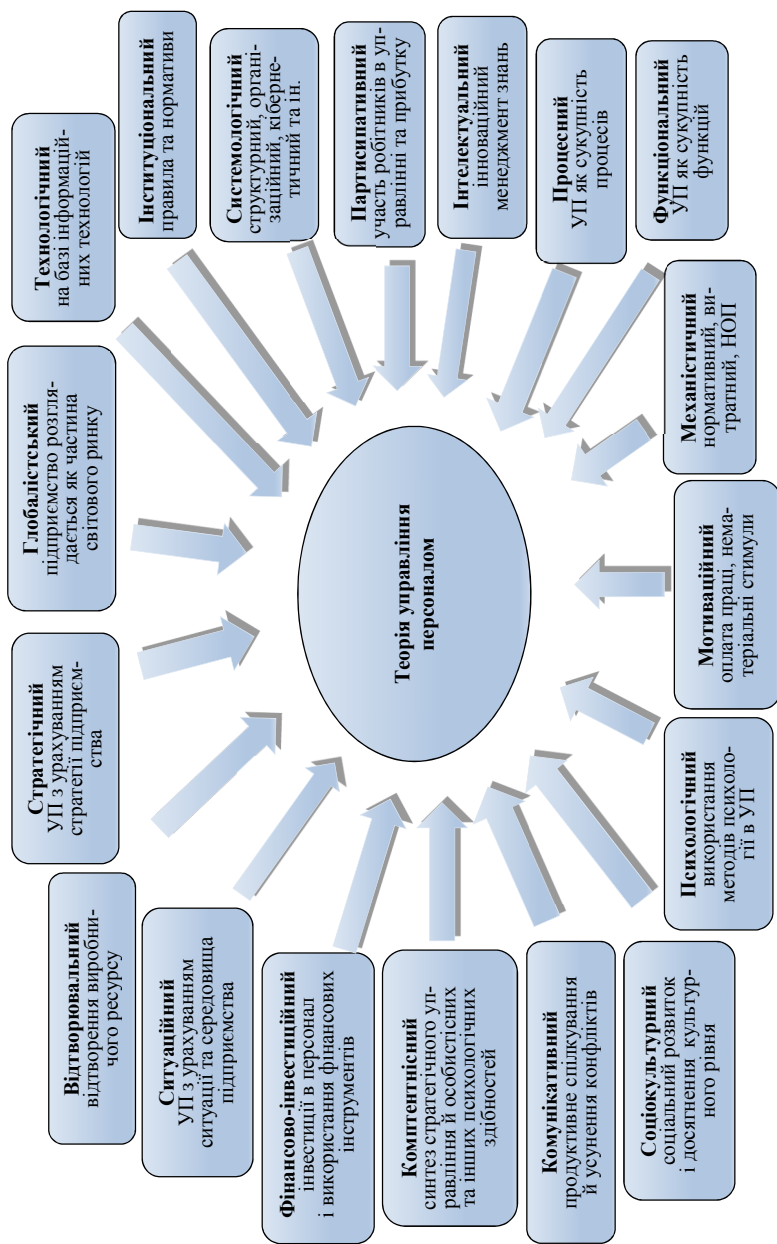 Відтворювальний
відтворення виробни-
чого ресурсу
Стратегічний
УП з урахуванням
стратегії підприєм-
ства
Глобалістський
підприємство розгля-
дається як частина
світового ринку
Технологічний
на базі інформацій-
них технологій
Ситуаційний
УП з урахуванням
ситуації та середовища
підприємства
Інституціональний
правила та нормативи
Фінансово-інвестиційний
інвестиції в персонал
і використання фінансових
інструментів
Системологічний
структурний, органі-
заційний, кіберне-
тичний та ін.
Комптентнісний
синтез стратегічного уп-
равління й особистісних
та інших психологічних
здібностей
Теорія управління
персоналом
Партисипативний
участь робітників в уп-
равлінні та прибутку
Комунікативний
продуктивне спілкування
й усунення конфліктів
Інтелектуальний
інноваційний
менеджмент знань
Соціокультурний
соціальний розвиток
і досягнення культур-
ного рівня
Процесний
УП як сукупність
процесів
Функціональний
УП як сукупність
функцій
Психологічний
використання
методів психоло-
гії в УП
Мотиваційний
оплата праці, нема-
теріальні стимули
Механістичний
нормативний, ви-
тратний, НОП